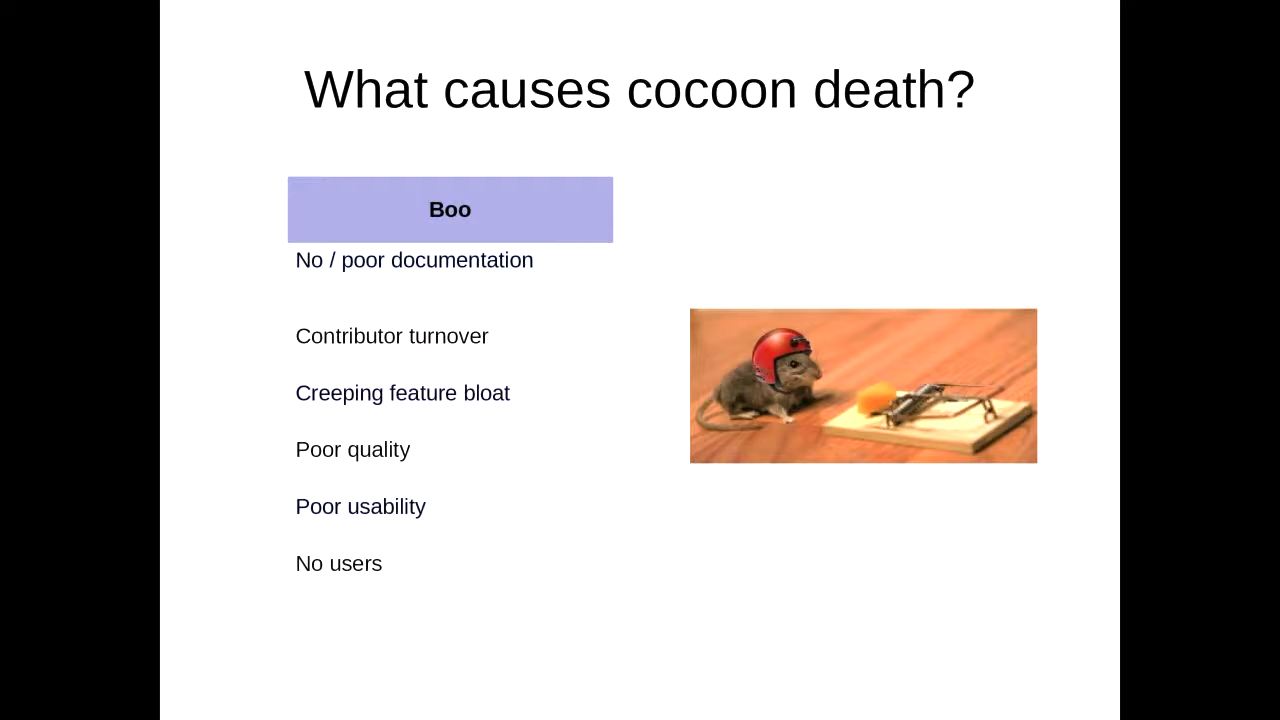 What causes cocoon death?
Boo
No / poor documentation
Contributor turnover
Creeping feature bloat
Poor quality
Poor usability
No users